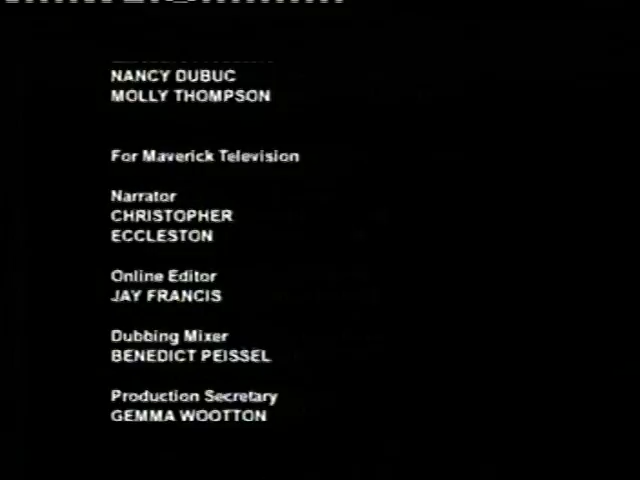 NANCY DUBUC
MOLLY THOMPSON
For Maverick Television
Narrator
CHRISTOPHER
ECCLESTON
Online Editor
JAY FRANCIS
Dubbing Mixer
BENEDICT PEISSEL
Production Secretary
GEMMA WOOTTON